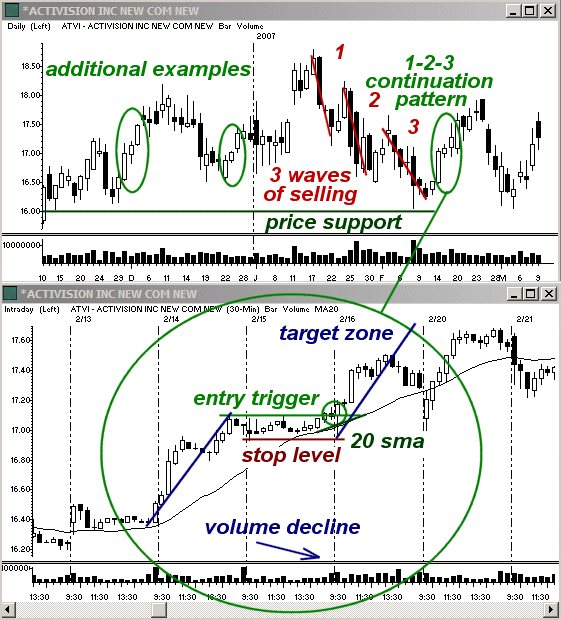 *ACTIVISION INC NEW COM NEW
Daily (Left) ATVI - ACTIVISION INC NEW COM NEW Bar Volume
2007
18.50
18.00
17.50
17.00
16.50
16.00
additional examples
1
2
3
1-2-3
continuation
pattern
3 waves
of selling
price support
10000000
10 15 20 24 29 D 6 11 14 19 22 28 J 8 11 17 22 25 30 F 7 12 15 21 26 M 6 9
*ACTIVISION INC NEW COM NEW
Intraday (Left) ATVI - ACTIVISION INC NEW COM NEW (30-Min) Bar Volume MA20
2/13 2/14 2/15 2/16 2/20 2/21
17.60
17.40
17.20
17.00
16.80
16.60
16.40
16.20
target zone
entry trigger
stop level
20 sma
volume decline
13:30 9:30 11:30 13:30 9:30 11:30 13:30 9:30 11:30 13:30 9:30 11:30 13:30 9:30 11:30 13:30 9:30 11:30